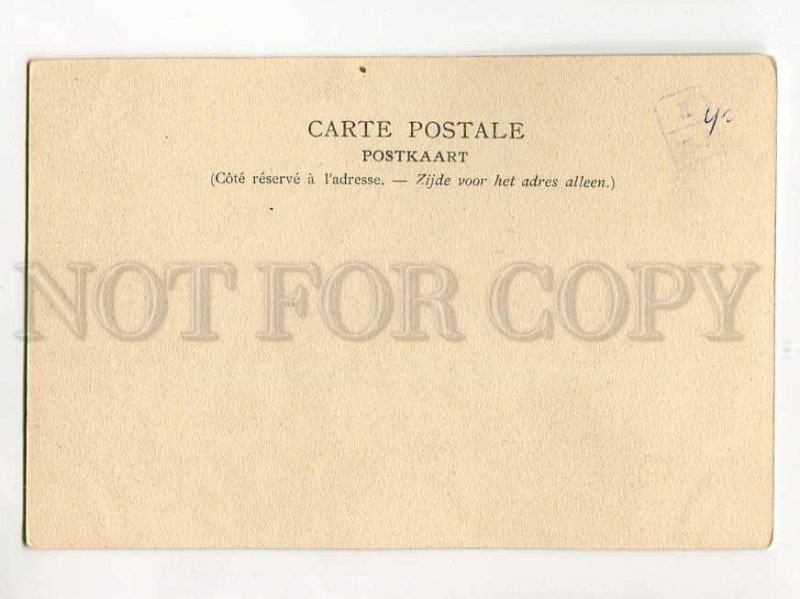 CARTE POSTALE
POSTKAART
(Côté réservé à l'adresse. — Zijde voor het adres alleen.)
NOT FOR COPY